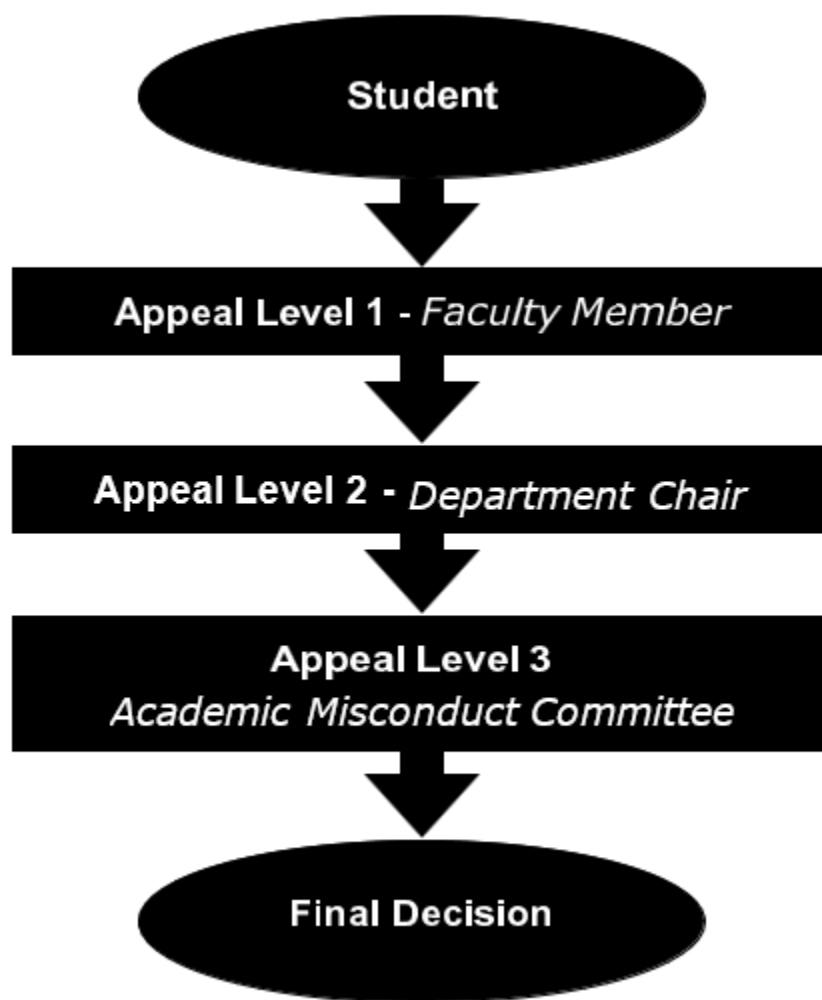 Student
Appeal Level 1 - Faculty Member
Appeal Level 2 - Department Chair
Appeal Level 3
Academic Misconduct Committee
Final Decision